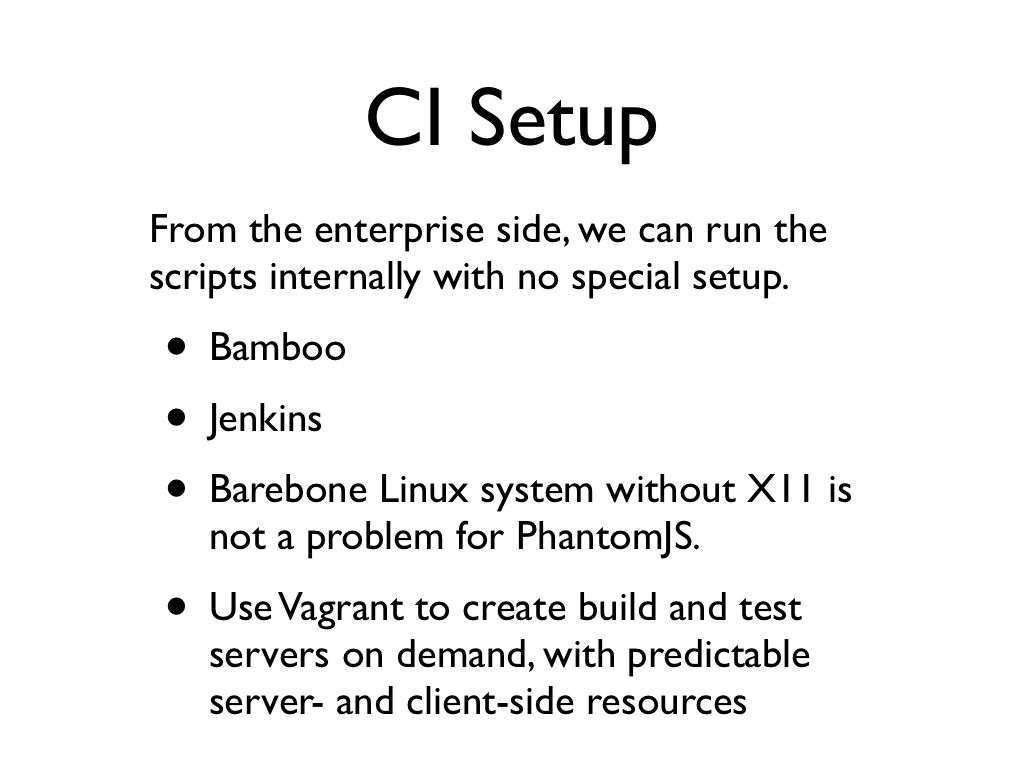 CI Setup
From the enterprise side, we can run the
scripts internally with no special setup.
• Bamboo
• Jenkins
• Barebone Linux system without X11 is
not a problem for PhantomJS.
• Use Vagrant to create build and test
servers on demand, with predictable
server- and client-side resources